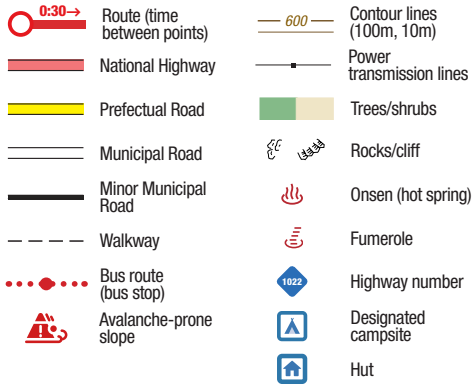 0:30→
Route (time
between points)
National Highway
Prefectual Road
Municipal Road
Minor Municipal
Road
Walkway
Bus route
(bus stop)
Avalanche-prone
slope
600
Contour lines
(100m, 10m)
Power
transmission lines
Trees/shrubs
Rocks/cliff
Onsen (hot spring)
Fumerole
1022
Highway number
Designated
campsite
Hut